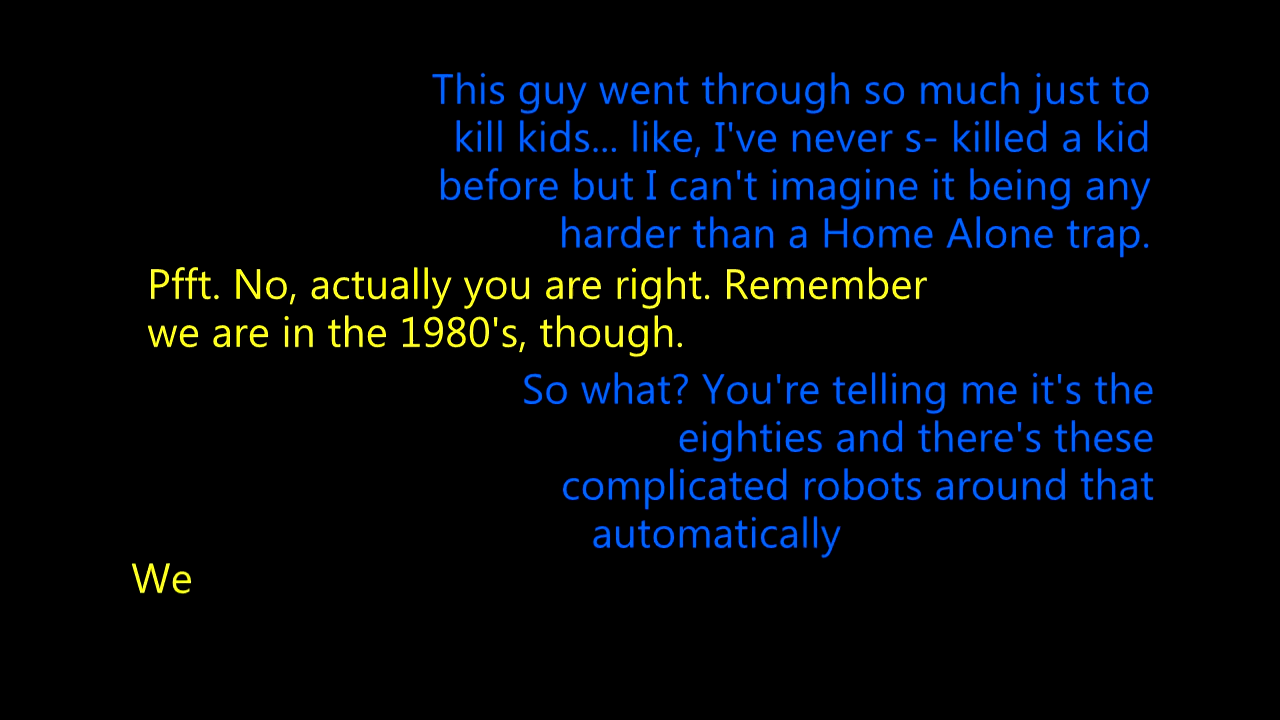 This guy went through so much just to
kill kids... like, I've never s- killed a kid
before but I can't imagine it being any
harder than a Home Alone trap.
Pfft. No, actually you are right. Remember
we are in the 1980's, though.
So what? You're telling me it's the
eighties and there's these
complicated robots around that
automatically
We